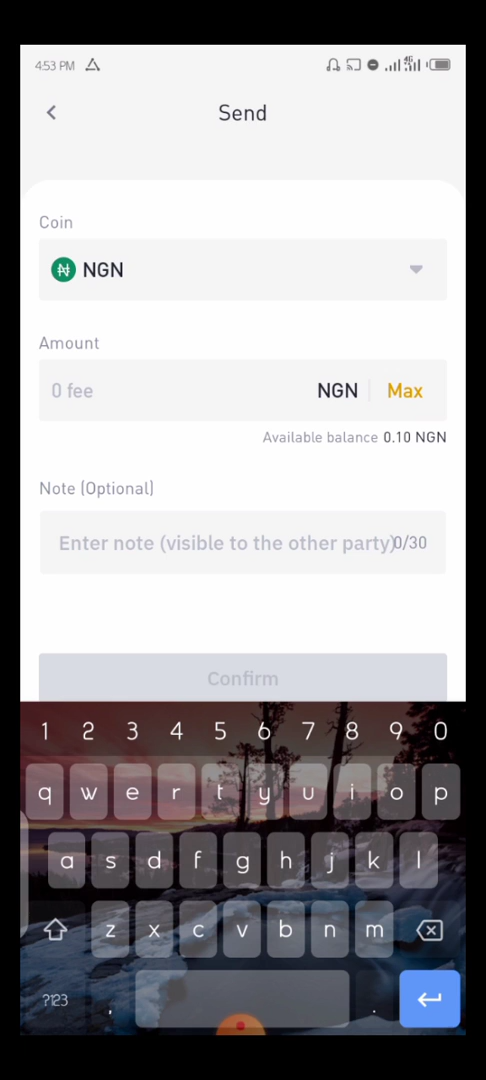 4:53 PM
4G
Send
Coin
NGN
Amount
0 fee NGN Max
Available balance 0.10 NGN
Note (Optional)
Enter note (visible to the other party) 0/30
Confirm
1 2 3 4 5 6 7 8 9 0
q w e r t y u i o p
a s d f g h j k l
z x c v b n m
?123 , .